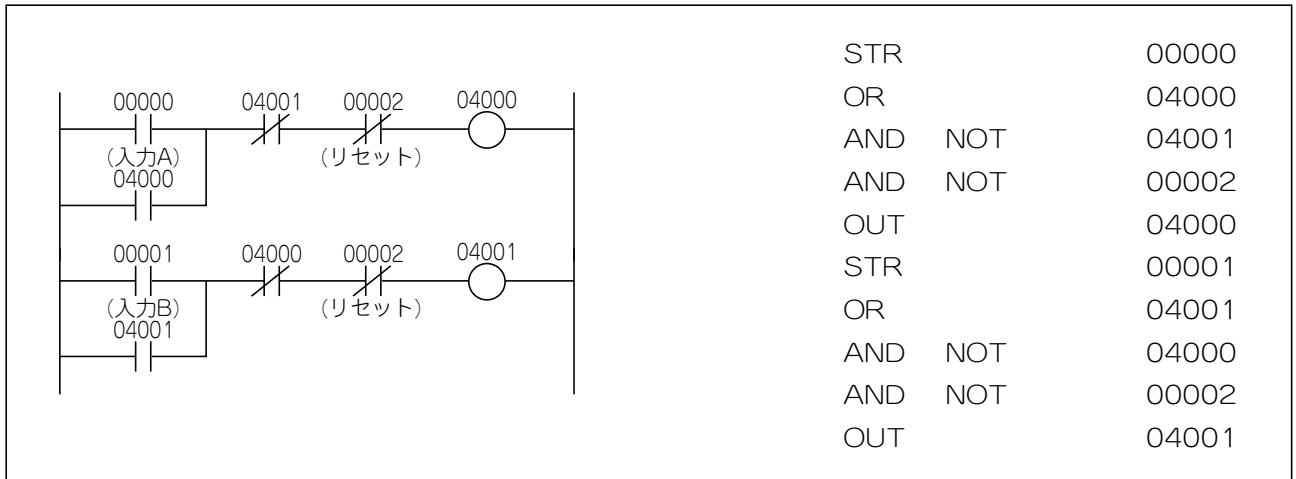 00000 04001 00002 04000
(入力A) (リセット)
04000
00001 04000 00002 04001
(入力B) (リセット)
04001
STR 00000
OR 04000
AND NOT 04001
AND NOT 00002
OUT 04000
STR 00001
OR 04001
AND NOT 04000
AND NOT 00002
OUT 04001